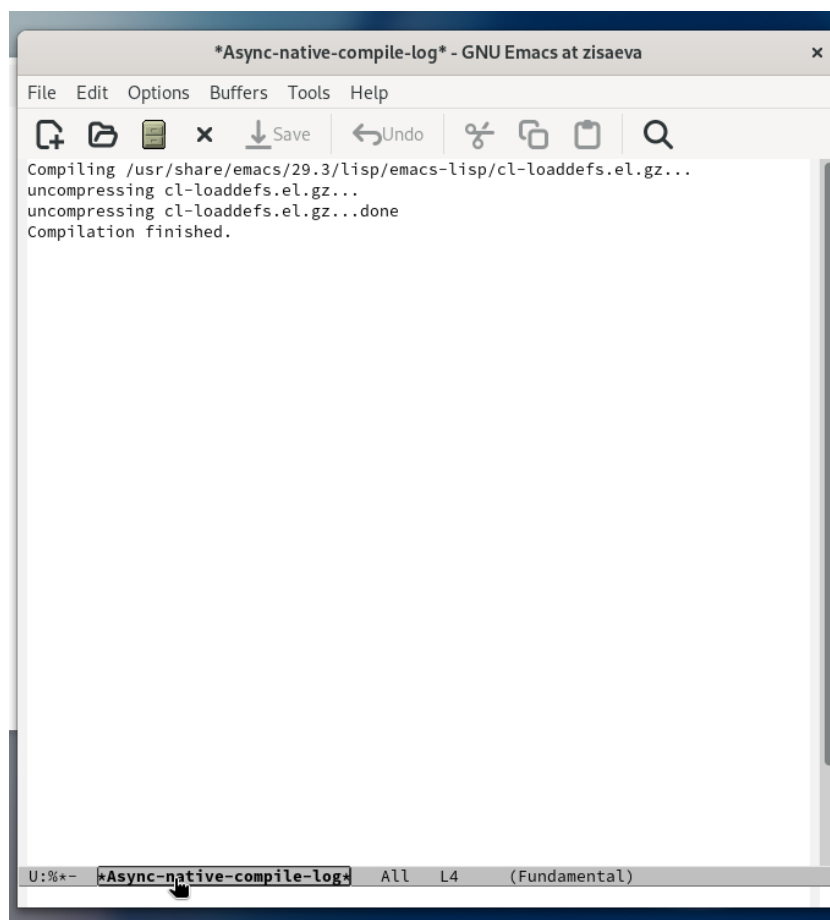 *Async-native-compile-log* - GNU Emacs at zisaeva
File Edit Options Buffers Tools Help
Save Undo
Compiling /usr/share/emacs/29.3/lisp/emacs-lisp/cl-loaddefs.el.gz...
uncompressing cl-loaddefs.el.gz...
uncompressing cl-loaddefs.el.gz...done
Compilation finished.
U:%*- *Async-native-compile-log* All L4 (Fundamental)